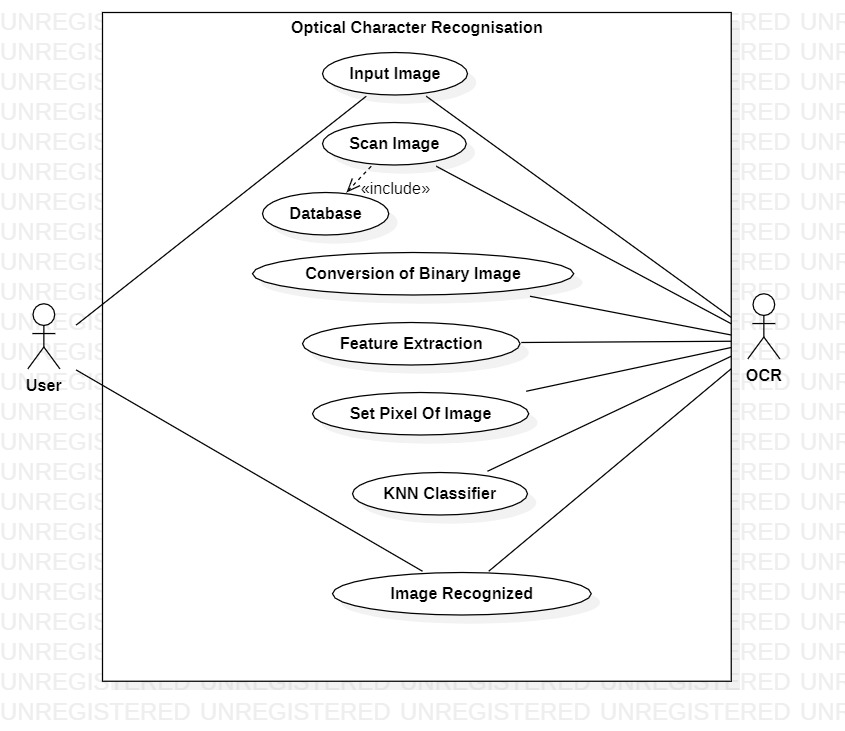 Optical Character Recognisation
Input Image
Scan Image
«include»
Database
Conversion of Binary Image
Feature Extraction
User
OCR
Set Pixel Of Image
KNN Classifier
Image Recognized
UNREGISTERED UNREGISTERED UNREGISTERED UNREGISTERED UNR